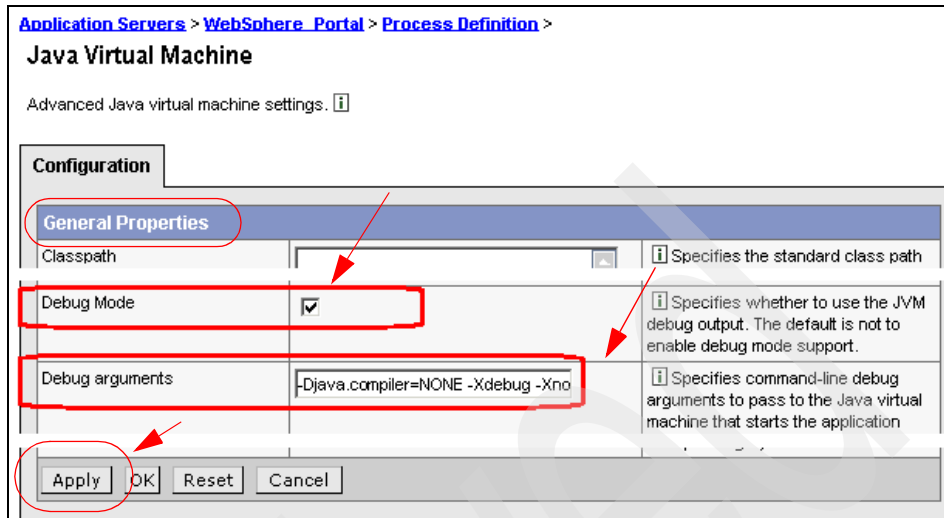 Application Servers > WebSphere_Portal > Process Definition >
Java Virtual Machine
Advanced Java virtual machine settings. i
Configuration
General Properties
Classpath
i Specifies the standard class path
Debug Mode
i Specifies whether to use the JVM
debug output. The default is not to
enable debug mode support.
Debug arguments
-Djava.compiler=NONE -Xdebug -Xno
i Specifies command-line debug
arguments to pass to the Java virtual
machine that starts the application
Apply OK Reset Cancel